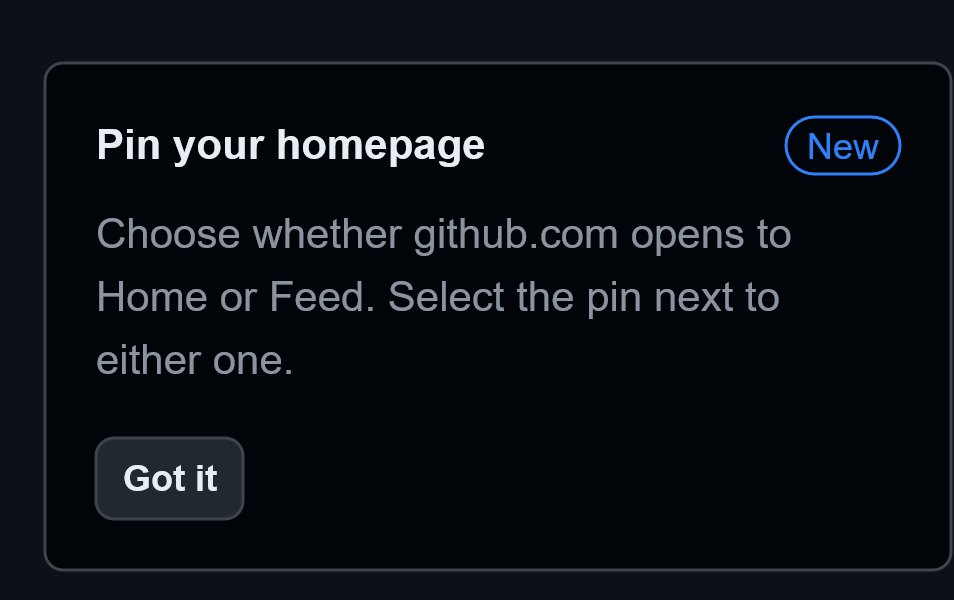 Pin your homepage
New
Choose whether github.com opens to
Home or Feed. Select the pin next to
either one.
Got it